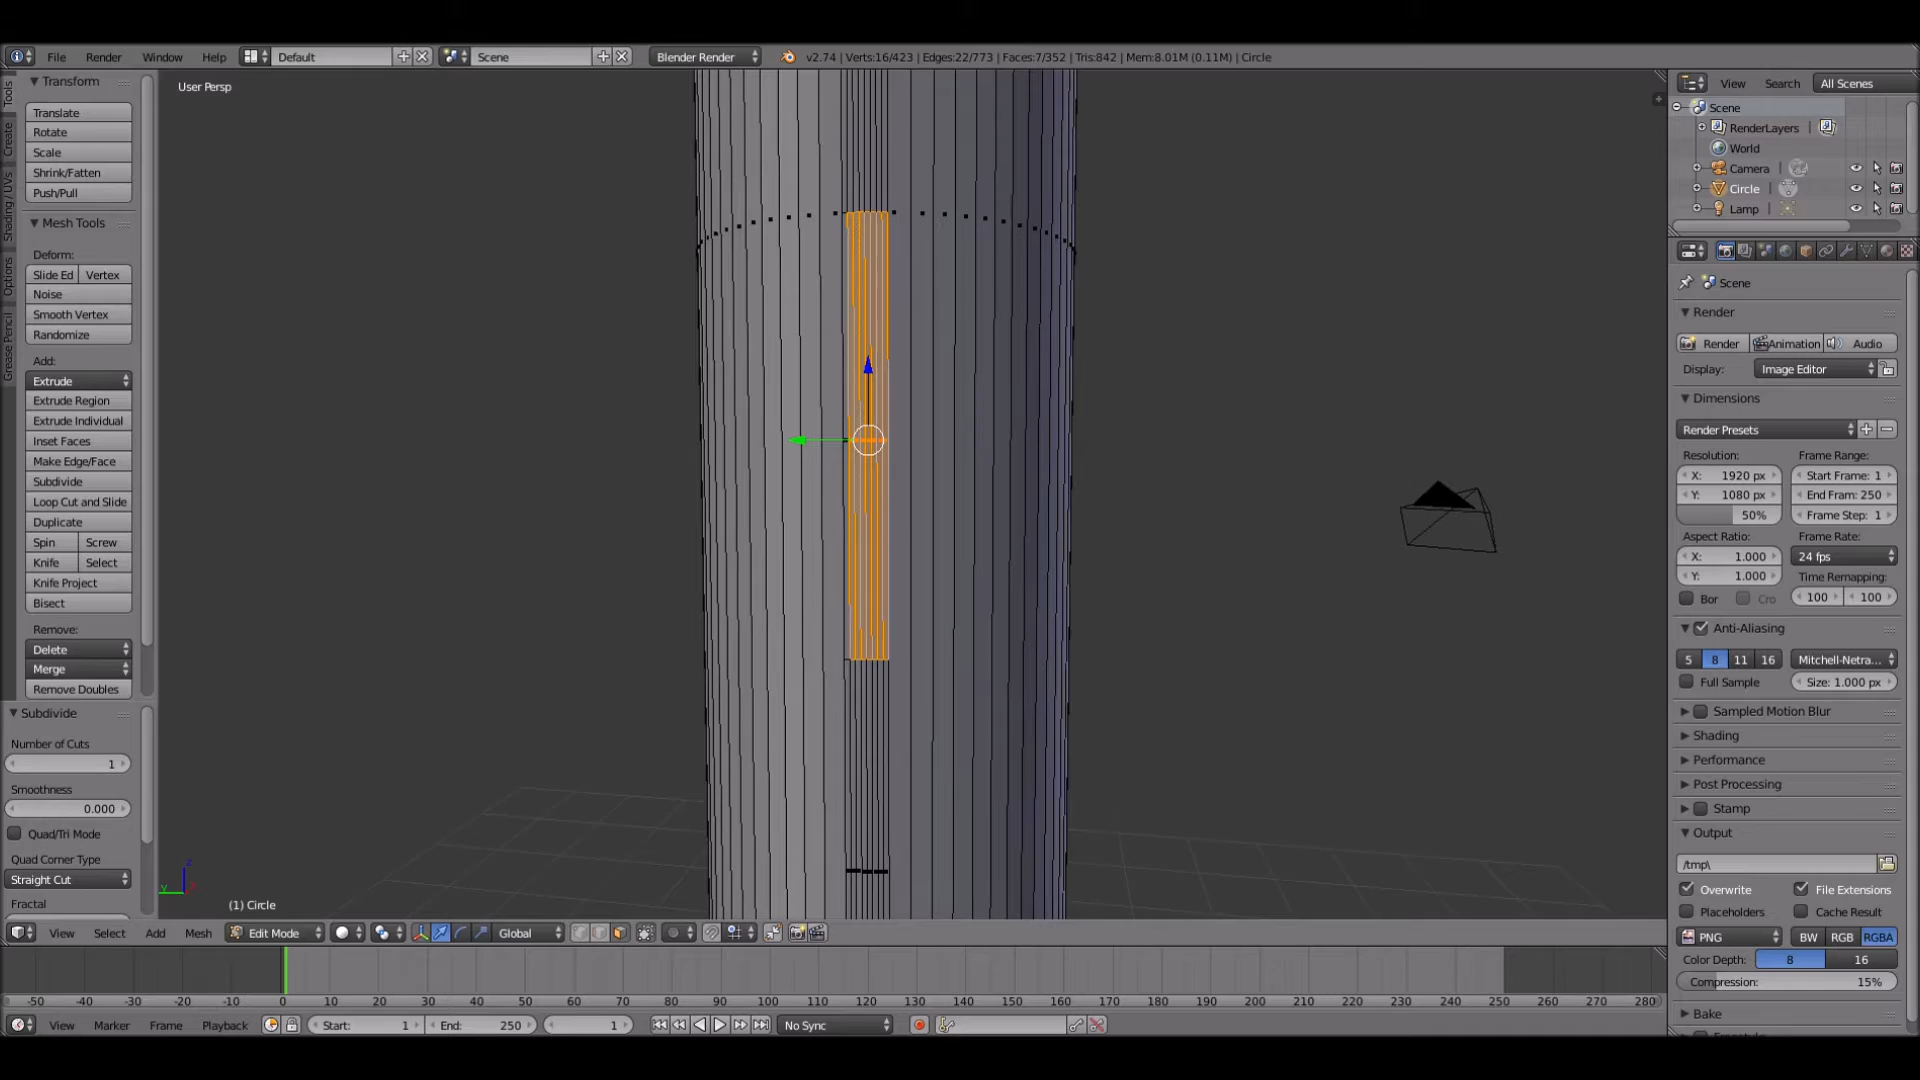 File Render Window Help Default Scene Blender Render v2.74 | Verts:16/423 | Edges:22/773 | Faces:7/352 | Tris:842 | Mem:8.01M (0.11M) | Circle
Tools
Create
Shading / UVs
Options
Grease Pencil
Transform
Translate
Rotate
Scale
Shrink/Fatten
Push/Pull
Mesh Tools
Deform:
Slide Ed Vertex
Noise
Smooth Vertex
Randomize
Add:
Extrude
Extrude Region
Extrude Individual
Inset Faces
Make Edge/Face
Subdivide
Loop Cut and Slide
Duplicate
Spin Screw
Knife Select
Knife Project
Bisect
Remove:
Delete
Merge
Remove Doubles
Subdivide
Number of Cuts
1
Smoothness
0.000
Quad/Tri Mode
Quad Corner Type
Straight Cut
Fractal
User Persp
z
y
(1) Circle
View Select Add Mesh Edit Mode Global
-50 -40 -30 -20 -10 0 10 20 30 40 50 60 70 80 90 100 110 120 130 140 150 160 170 180 190 200 210 220 230 240 250 260 270 280
View Marker Frame Playback Start: 1 End: 250 1 No Sync
View Search All Scenes
Scene
RenderLayers
World
Camera
Circle
Lamp
Scene
Render
Render Animation Audio
Display: Image Editor
Dimensions
Render Presets
Resolution: Frame Range:
X: 1920 px Start Frame: 1
Y: 1080 px End Fram: 250
50% Frame Step: 1
Aspect Ratio: Frame Rate:
X: 1.000 24 fps
Y: 1.000 Time Remapping:
Bor Cro 100 100
Anti-Aliasing
5 8 11 16 Mitchell-Netra...
Full Sample Size: 1.000 px
Sampled Motion Blur
Shading
Performance
Post Processing
Stamp
Output
/tmp\
Overwrite File Extensions
Placeholders Cache Result
PNG BW RGB RGBA
Color Depth: 8 16
Compression: 15%
Bake